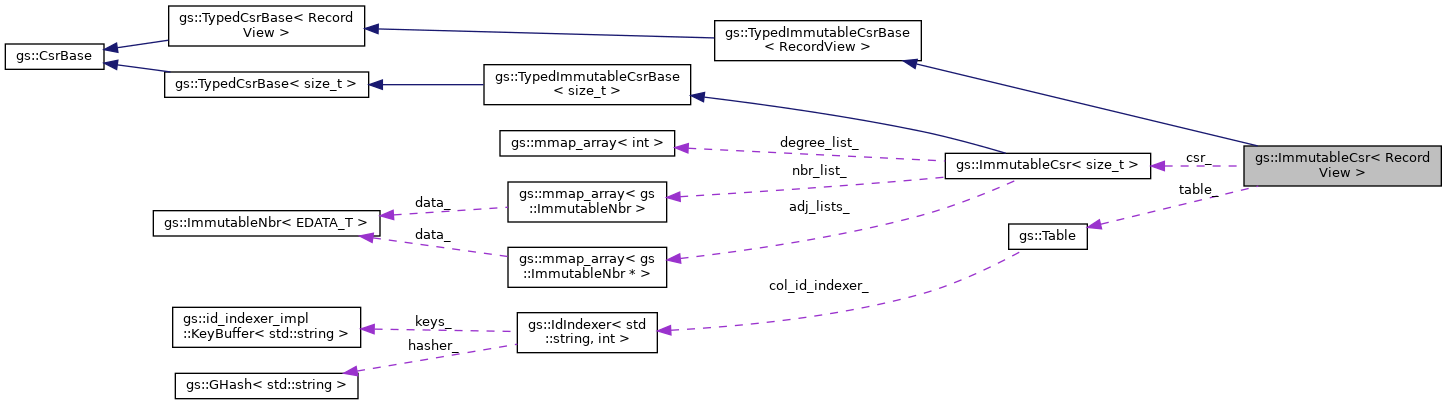 gs::CsrBase
gs::TypedCsrBase< Record
View >
gs::TypedCsrBase< size_t >
gs::TypedImmutableCsrBase
< RecordView >
gs::TypedImmutableCsrBase
< size_t >
gs::mmap_array< int >
degree_list_
gs::ImmutableCsr< size_t >
csr_
gs::ImmutableCsr< Record
View >
nbr_list_
gs::mmap_array< gs
::ImmutableNbr >
data_
gs::ImmutableNbr< EDATA_T >
adj_lists_
table_
data_
gs::mmap_array< gs
::ImmutableNbr * >
gs::Table
col_id_indexer_
gs::id_indexer_impl
::KeyBuffer< std::string >
keys_
gs::IdIndexer< std
::string, int >
hasher_
gs::GHash< std::string >